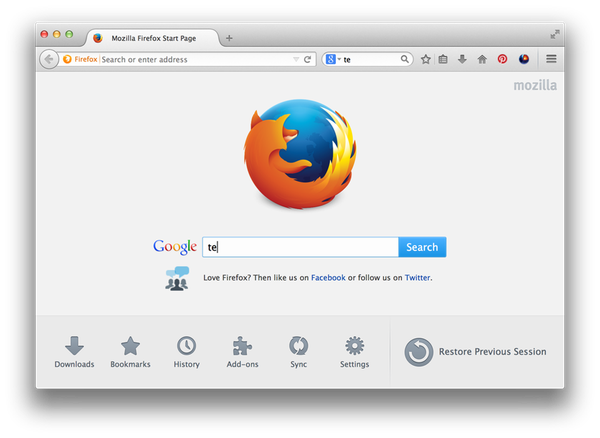 Mozilla Firefox Start Page
Firefox Search or enter address
8 te
mozilla
Google te Search
Love Firefox? Then like us on Facebook or follow us on Twitter.
Downloads Bookmarks History Add-ons Sync Settings
Restore Previous Session